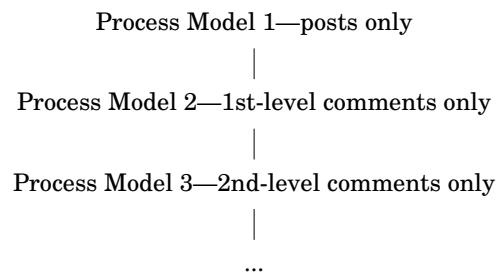 Process Model 1—posts only
Process Model 2—1st-level comments only
Process Model 3—2nd-level comments only
...